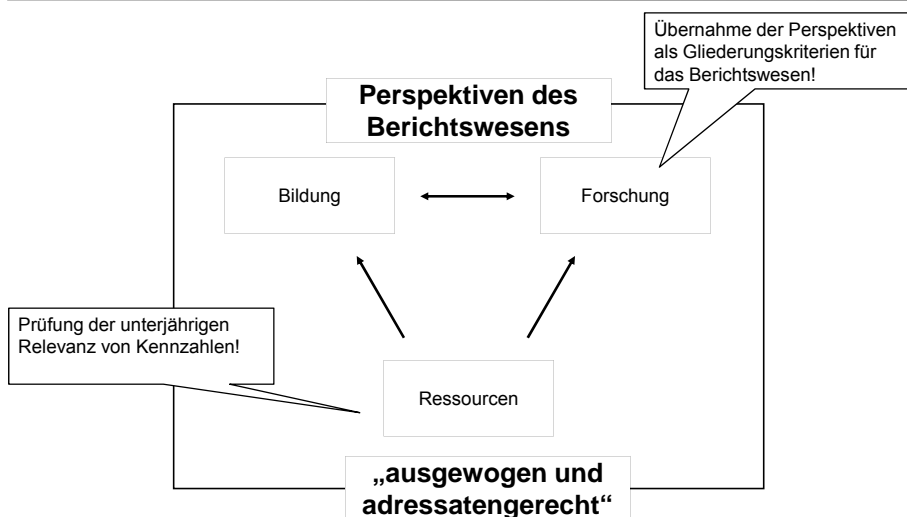 Übernahme der Perspektiven
als Gliederungskriterien für
das Berichtswesen!
Perspektiven des
Berichtswesens
Bildung
Forschung
Prüfung der unterjährigen
Relevanz von Kennzahlen!
Ressourcen
„ausgewogen und
adressatengerecht“